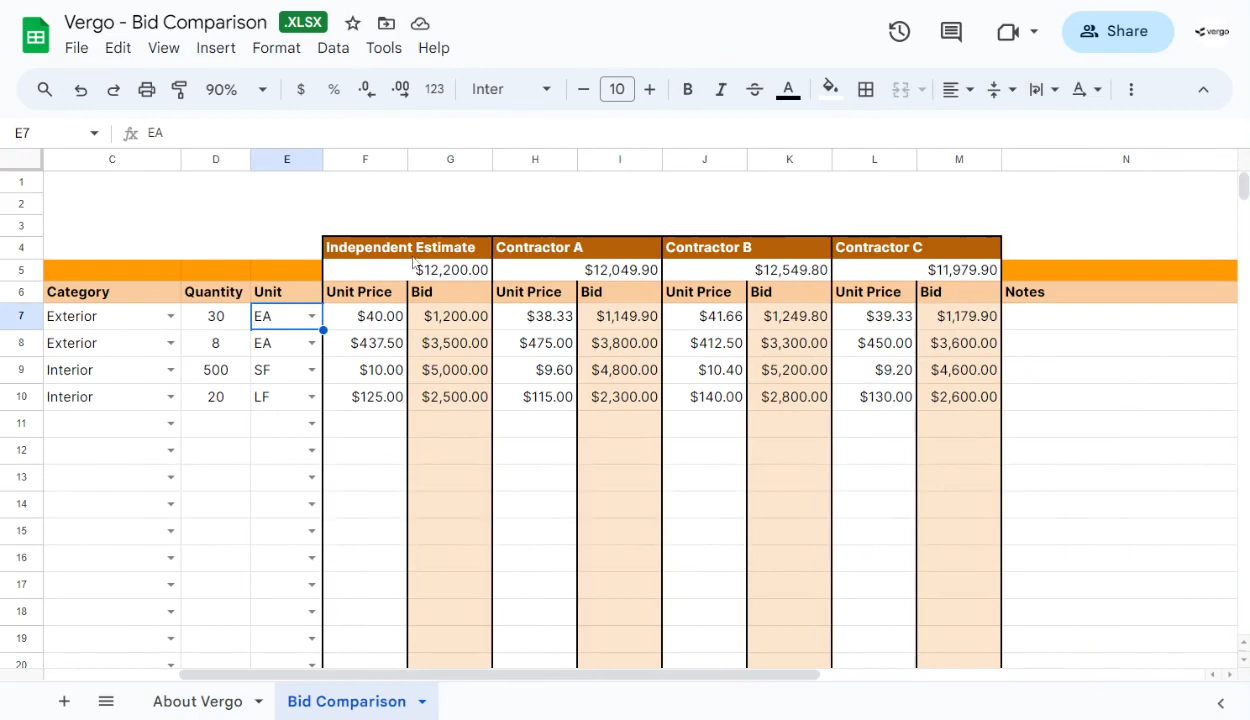 Vergo - Bid Comparison .XLSX
Share
vergo
File Edit View Insert Format Data Tools Help
90% $ % .0 .00 123 Inter 10 B I A A
E7 fx EA
C D E F G H I J K L M N
1
2
3
4 Independent Estimate Contractor A Contractor B Contractor C
5 $12,200.00 $12,049.90 $12,549.80 $11,979.90
6 Category Quantity Unit Unit Price Bid Unit Price Bid Unit Price Bid Unit Price Bid Notes
7 Exterior 30 EA $40.00 $1,200.00 $38.33 $1,149.90 $41.66 $1,249.80 $39.33 $1,179.90
8 Exterior 8 EA $437.50 $3,500.00 $475.00 $3,800.00 $412.50 $3,300.00 $450.00 $3,600.00
9 Interior 500 SF $10.00 $5,000.00 $9.60 $4,800.00 $10.40 $5,200.00 $9.20 $4,600.00
10 Interior 20 LF $125.00 $2,500.00 $115.00 $2,300.00 $140.00 $2,800.00 $130.00 $2,600.00
11
12
13
14
15
16
17
18
19
20
About Vergo Bid Comparison